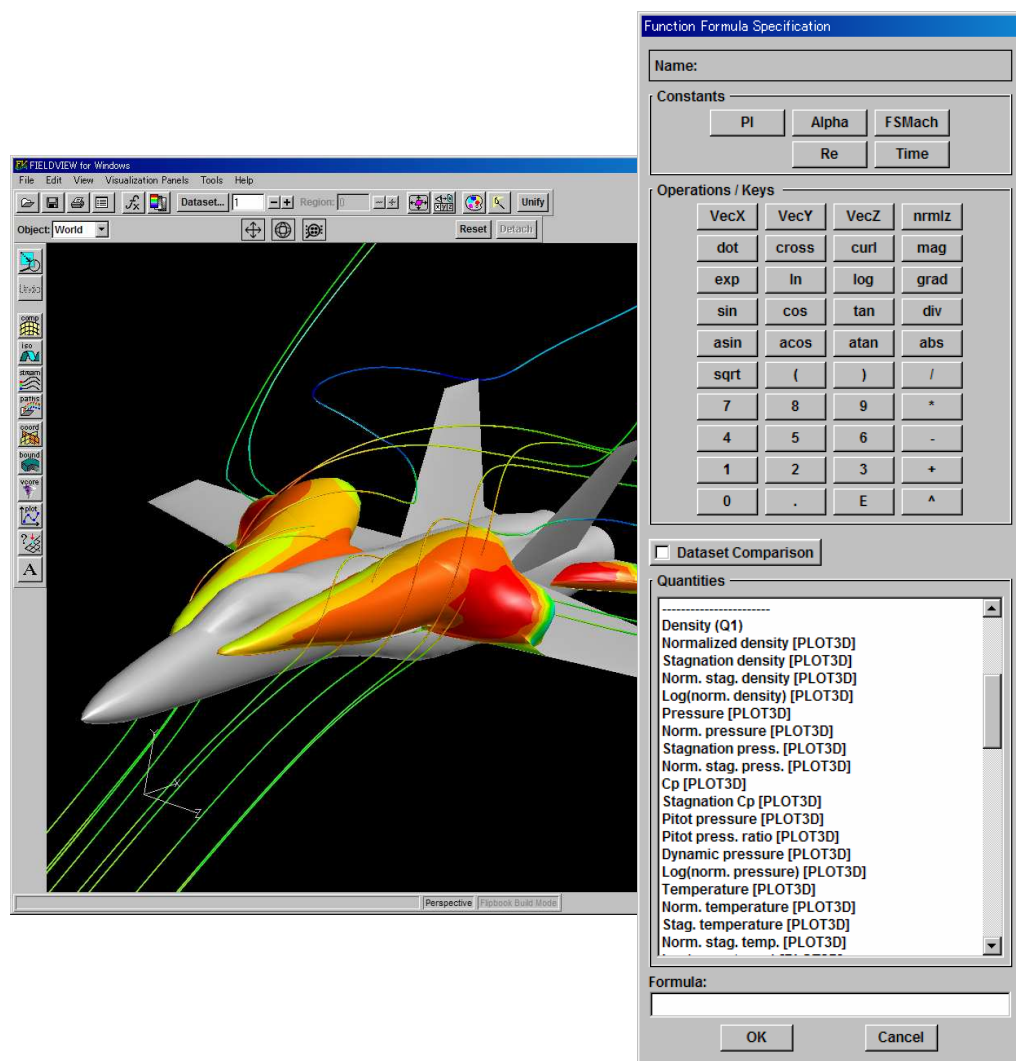 FIELDVIEW for Windows
File Edit View Visualization Panels Tools Help
Dataset... 1 - + Region: 0 - + Unify
Object: World Reset Detach
Undo
comp
iso
stream
paths
coord
bound
vcore
plot
?
A
Y
X
Z
Perspective Flipbook Build Mode
Function Formula Specification
Name:
Constants
PI Alpha FSMach
Re Time
Operations / Keys
VecX VecY VecZ nrmlz
dot cross curl mag
exp ln log grad
sin cos tan div
asin acos atan abs
sqrt ( ) /
7 8 9 *
4 5 6 -
1 2 3 +
0 . E ^
Dataset Comparison
Quantities
-----------------------
Density (Q1)
Normalized density [PLOT3D]
Stagnation density [PLOT3D]
Norm. stag. density [PLOT3D]
Log(norm. density) [PLOT3D]
Pressure [PLOT3D]
Norm. pressure [PLOT3D]
Stagnation press. [PLOT3D]
Norm. stag. press. [PLOT3D]
Cp [PLOT3D]
Stagnation Cp [PLOT3D]
Pitot pressure [PLOT3D]
Pitot press. ratio [PLOT3D]
Dynamic pressure [PLOT3D]
Log(norm. pressure) [PLOT3D]
Temperature [PLOT3D]
Norm. temperature [PLOT3D]
Stag. temperature [PLOT3D]
Norm. stag. temp. [PLOT3D]
Formula:
OK Cancel